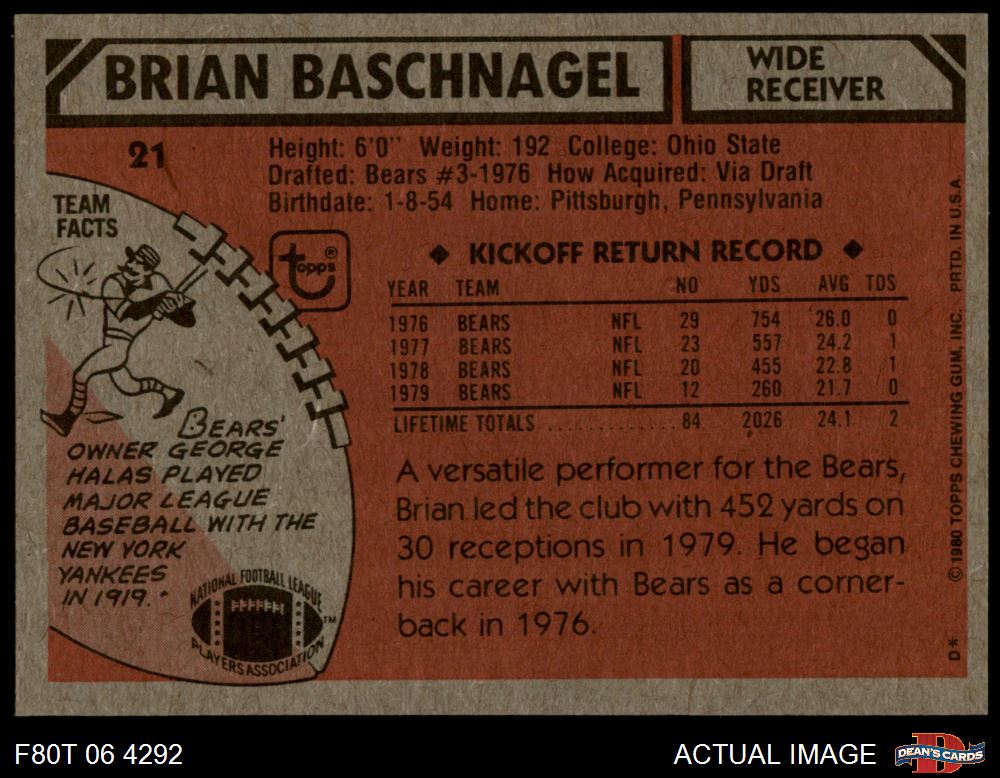 BRIAN BASCHNAGEL
WIDE
RECEIVER
21
Height: 6'0" Weight: 192 College: Ohio State
Drafted: Bears #3-1976 How Acquired: Via Draft
Birthdate: 1-8-54 Home: Pittsburgh, Pennsylvania
TEAM
FACTS
topps®
◆ KICKOFF RETURN RECORD ◆
YEAR TEAM NO YDS AVG TDS
1976 BEARS NFL 29 754 26.0 0
1977 BEARS NFL 23 557 24.2 1
1978 BEARS NFL 20 455 22.8 1
1979 BEARS NFL 12 260 21.7 0
LIFETIME TOTALS ............ 84 2026 24.1 2
BEARS'
OWNER GEORGE
HALAS PLAYED
MAJOR LEAGUE
BASEBALL WITH THE
NEW YORK
YANKEES
IN 1919.
NATIONAL FOOTBALL LEAGUE
PLAYERS ASSOCIATION
TM
A versatile performer for the Bears,
Brian led the club with 452 yards on
30 receptions in 1979. He began
his career with Bears as a corner-
back in 1976.
D* © 1980 TOPPS CHEWING GUM, INC. PRTD. IN U.S.A.
F80T 06 4292
ACTUAL IMAGE
D
DEAN'S CARDS